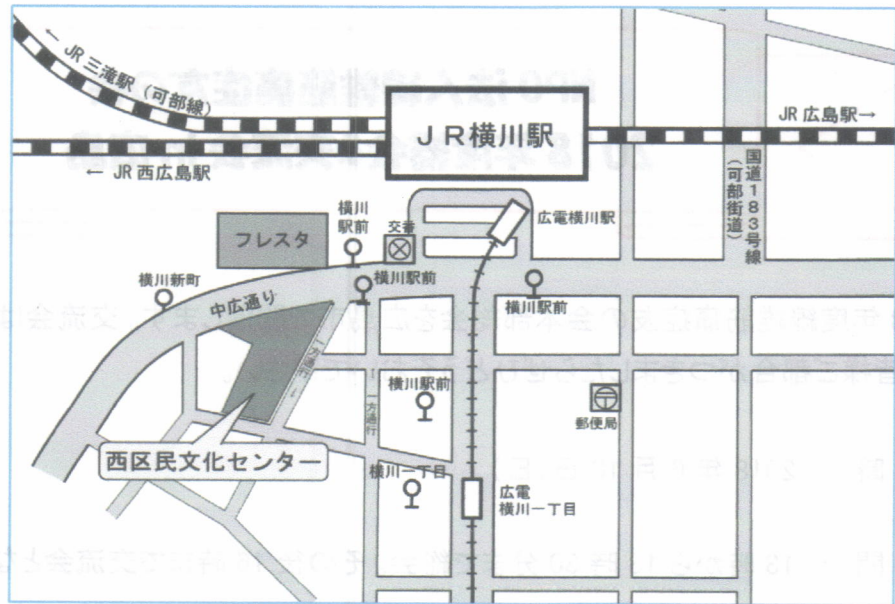 ← JR 三滝駅（可部線）
JR横川駅
JR 広島駅→
← JR 西広島駅
国道183号線
（可部街道）
横川
駅前
交番
広電横川駅
フレスタ
横川新町
中広通り
横川駅前
横川駅前
一方通行
横川駅前
一方通行
郵便局
西区民文化センタ
横川一丁目
広電
横川一丁目